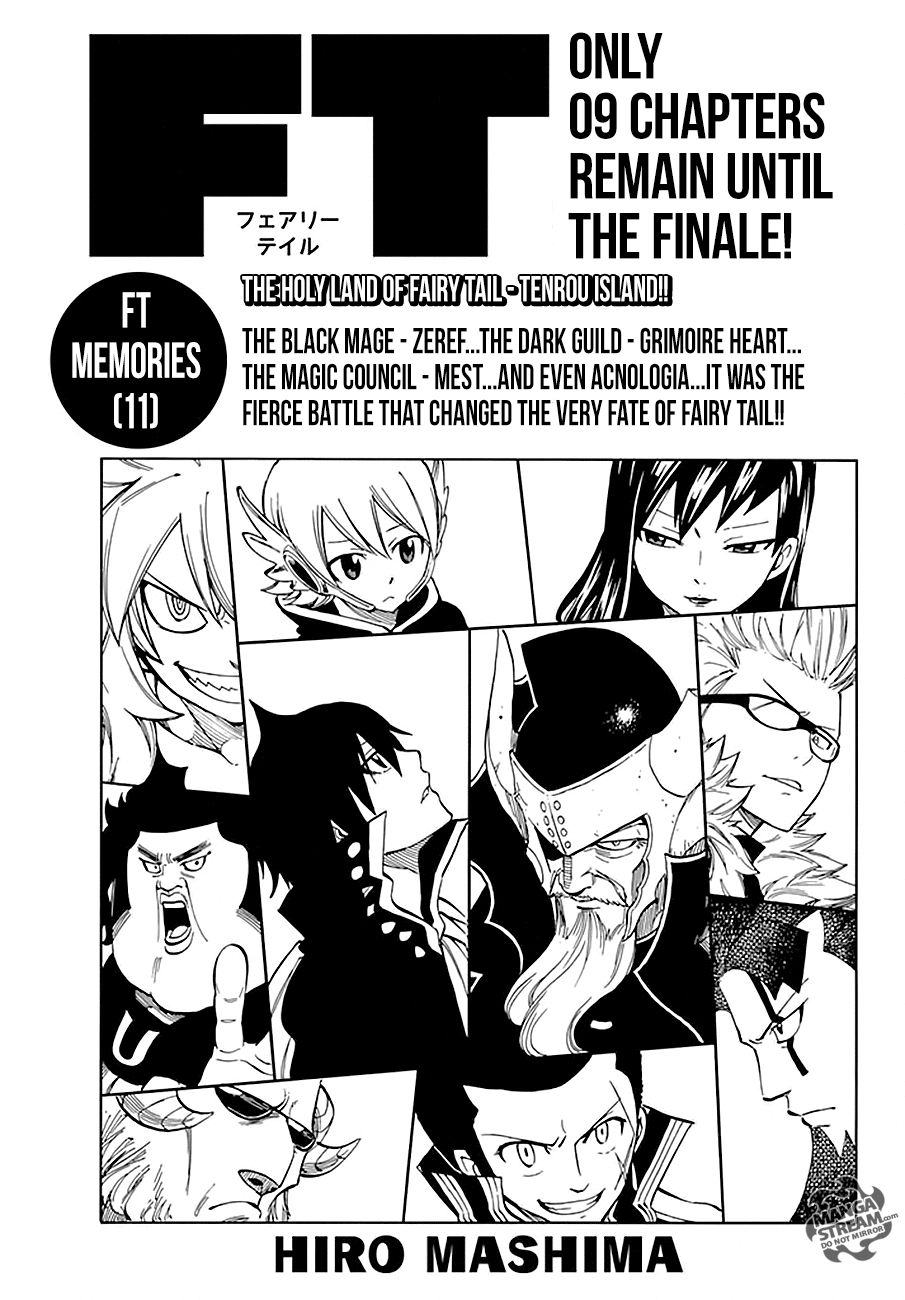 FT
フェアリー
テイル
ONLY
09 CHAPTERS
REMAIN UNTIL
THE FINALE!
FT
MEMORIES
(11)
THE HOLY LAND OF FAIRY TAIL - TENROU ISLAND!!
THE BLACK MAGE - ZEREF...THE DARK GUILD - GRIMOIRE HEART...
THE MAGIC COUNCIL - MEST...AND EVEN ACNOLOGIA...IT WAS THE
FIERCE BATTLE THAT CHANGED THE VERY FATE OF FAIRY TAIL!!
MANGA
STREAM.com
DO NOT MIRROR
HIRO MASHIMA